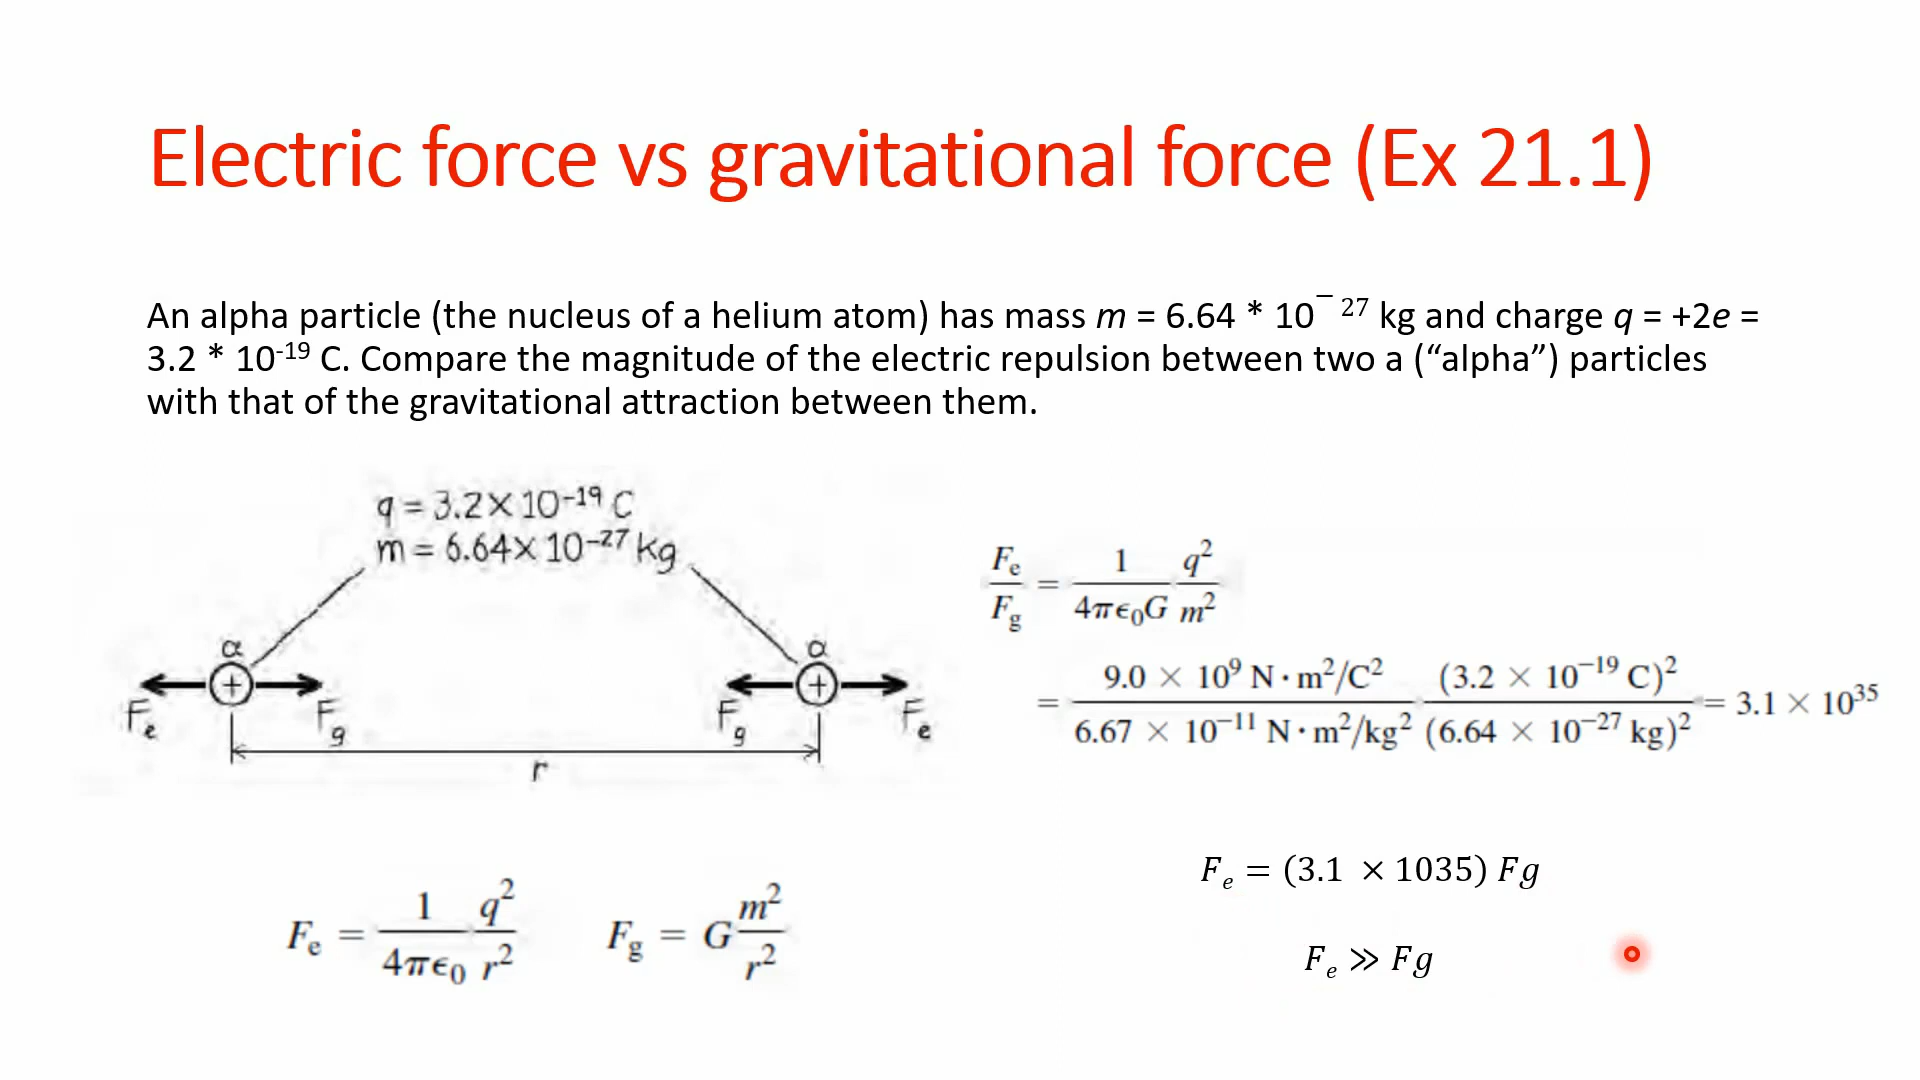 Electric force vs gravitational force (Ex 21.1)
An alpha particle (the nucleus of a helium atom) has mass m = 6.64 * 10⁻²⁷ kg and charge q = +2e =
3.2 * 10⁻¹⁹ C. Compare the magnitude of the electric repulsion between two a (“alpha”) particles
with that of the gravitational attraction between them.
q = 3.2 × 10⁻¹⁹ C
m = 6.64 × 10⁻²⁷ kg
α α
+ +
Fₑ F_g F_g Fₑ
r
Fₑ/F_g = 1/(4πϵ₀G) q²/m²
= (9.0 × 10⁹ N·m²/C²)/(6.67 × 10⁻¹¹ N·m²/kg²) (3.2 × 10⁻¹⁹ C)²/(6.64 × 10⁻²⁷ kg)² = 3.1 × 10³⁵
Fₑ = 1/(4πϵ₀) q²/r² F_g = G m²/r²
Fₑ = (3.1 × 1035) Fg
Fₑ ≫ Fg